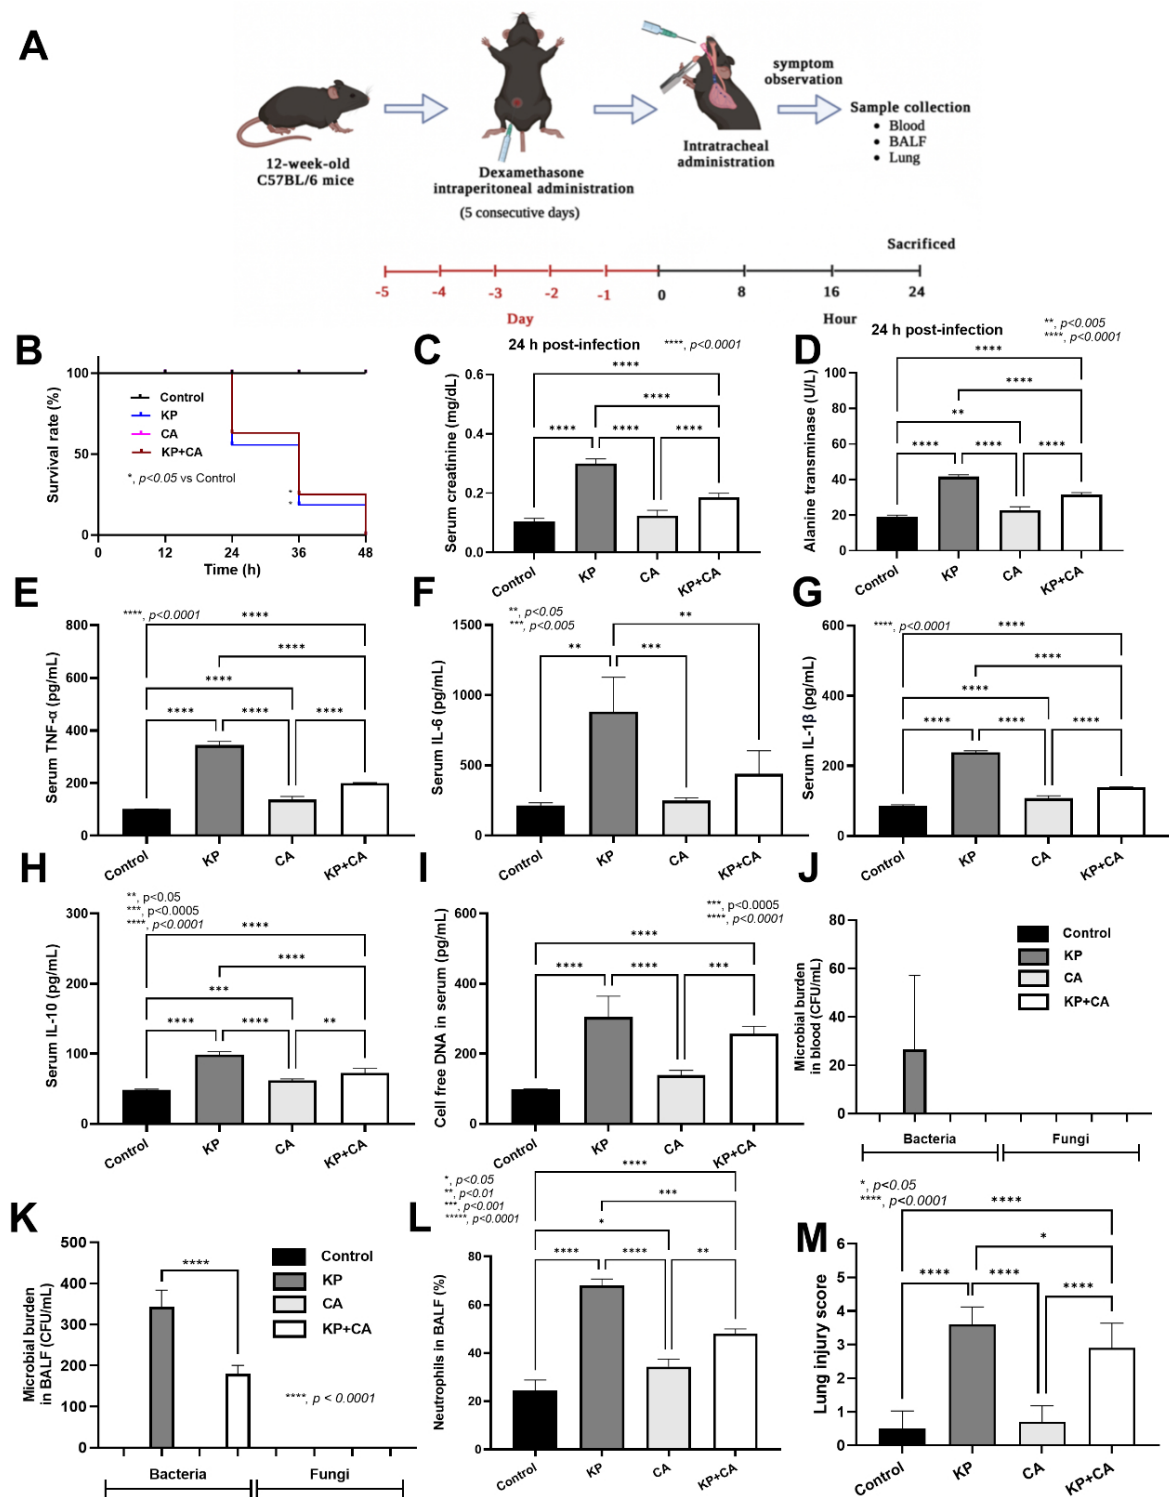 A
12-week-old
C57BL/6 mice
Dexamethasone
intraperitoneal administration
(5 consecutive days)
Intratracheal
administration
symptom
observation
Sample collection
• Blood
• BALF
• Lung
Sacrificed
-5 -4 -3 -2 -1 0 8 16 24
Day Hour
B
Survival rate (%)
100
50
0
Control
KP
CA
KP+CA
*, p<0.05 vs Control
*
*
0 12 24 36 48
Time (h)
C
24 h post-infection
****, p<0.0001
Serum creatinine (mg/dL)
0.6
0.4
0.2
0.0
****
****
**** **** ****
Control KP CA KP+CA
D
24 h post-infection
**, p<0.005
****, p<0.0001
Alanine transminase (U/L)
100
80
60
40
20
0
****
****
**
**** **** ****
Control KP CA KP+CA
E
****, p<0.0001
Serum TNF-α (pg/mL)
800
600
400
200
0
****
****
****
**** **** ****
Control KP CA KP+CA
F
**, p<0.05
***, p<0.005
Serum IL-6 (pg/mL)
1500
1000
500
0
**
** ***
Control KP CA KP+CA
G
****, p<0.0001
Serum IL-1β (pg/mL)
600
400
200
0
****
****
****
**** **** ****
Control KP CA KP+CA
H
**, p<0.05
***, p<0.0005
****, p<0.0001
Serum IL-10 (pg/mL)
300
200
100
0
****
****
***
**** **** **
Control KP CA KP+CA
I
***, p<0.0005
****, p<0.0001
Cell free DNA in serum (pg/mL)
600
400
200
0
****
**** **** ***
Control KP CA KP+CA
J
Microbial burden
in blood (CFU/mL)
80
60
40
20
0
Control
KP
CA
KP+CA
Bacteria Fungi
K
Microbial burden
in BALF (CFU/mL)
500
400
300
200
100
0
****
Control
KP
CA
KP+CA
****, p < 0.0001
Bacteria Fungi
L
*, p<0.05
**, p<0.01
***, p<0.001
*****, p<0.0001
Neutrophils in BALF (%)
80
60
40
20
0
****
***
*
**** **** **
Control KP CA KP+CA
M
*, p<0.05
****, p<0.0001
Lung injury score
6
5
4
3
2
1
0
****
*
**** **** ****
Control KP CA KP+CA